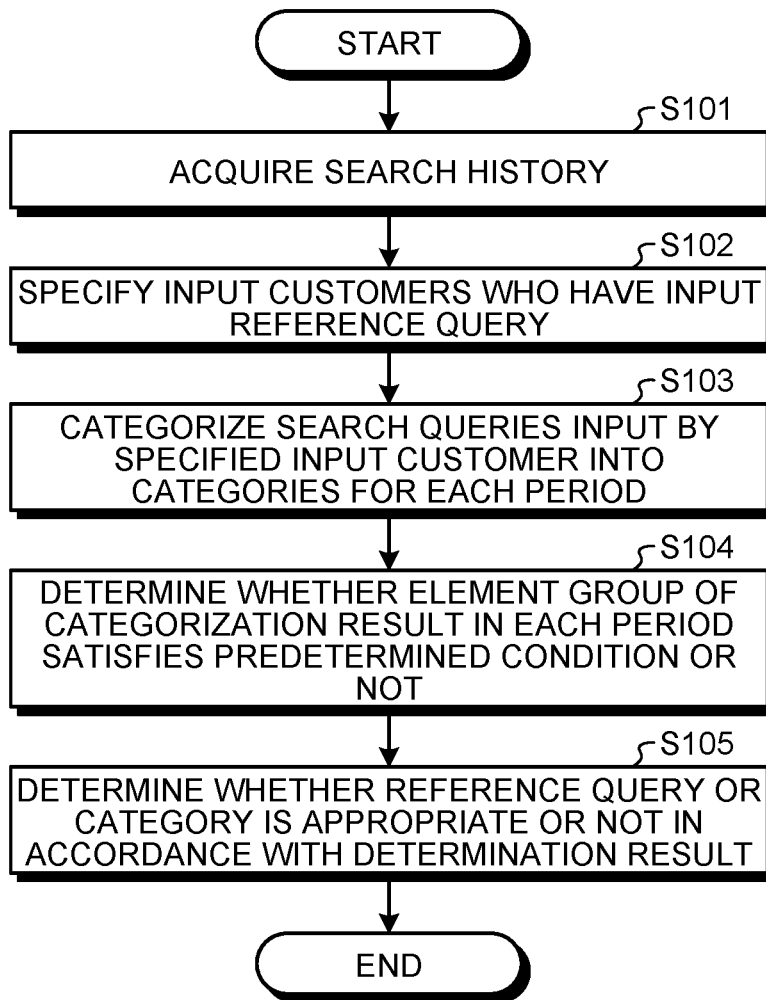 START
S101
ACQUIRE SEARCH HISTORY
S102
SPECIFY INPUT CUSTOMERS WHO HAVE INPUT
REFERENCE QUERY
S103
CATEGORIZE SEARCH QUERIES INPUT BY
SPECIFIED INPUT CUSTOMER INTO
CATEGORIES FOR EACH PERIOD
S104
DETERMINE WHETHER ELEMENT GROUP OF
CATEGORIZATION RESULT IN EACH PERIOD
SATISFIES PREDETERMINED CONDITION OR
NOT
S105
DETERMINE WHETHER REFERENCE QUERY OR
CATEGORY IS APPROPRIATE OR NOT IN
ACCORDANCE WITH DETERMINATION RESULT
END